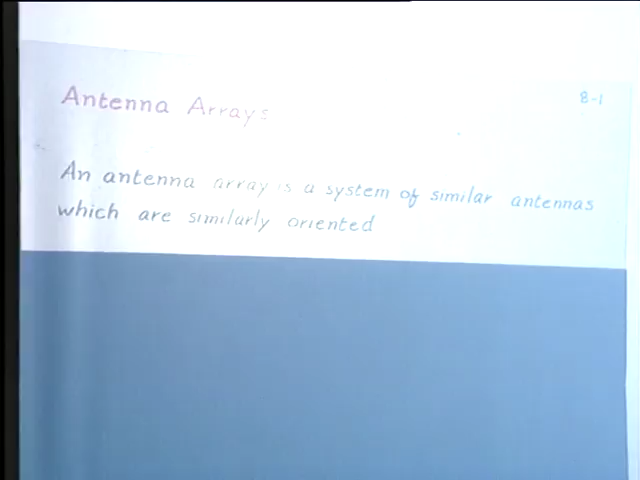 Antenna Arrays
8-1
An antenna array is a system of similar antennas
which are similarly oriented